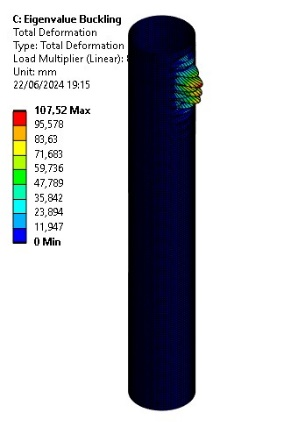 C: Eigenvalue Buckling
Total Deformation
Type: Total Deformation
Load Multiplier (Linear):
Unit: mm
22/06/2024 19:15
107,52 Max
95,578
83,63
71,683
59,736
47,789
35,842
23,894
11,947
0 Min